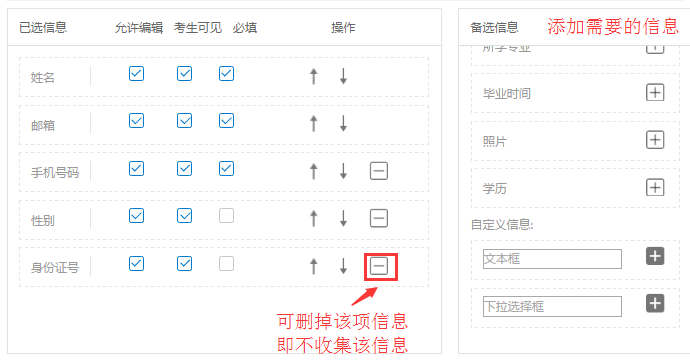 已选信息 允许编辑 考生可见 必填 操作
姓名
邮箱
手机号码
性别
身份证号
可删掉该项信息
即不收集该信息
备选信息 添加需要的信息
所学专业
毕业时间
照片
学历
自定义信息:
文本框
下拉选择框